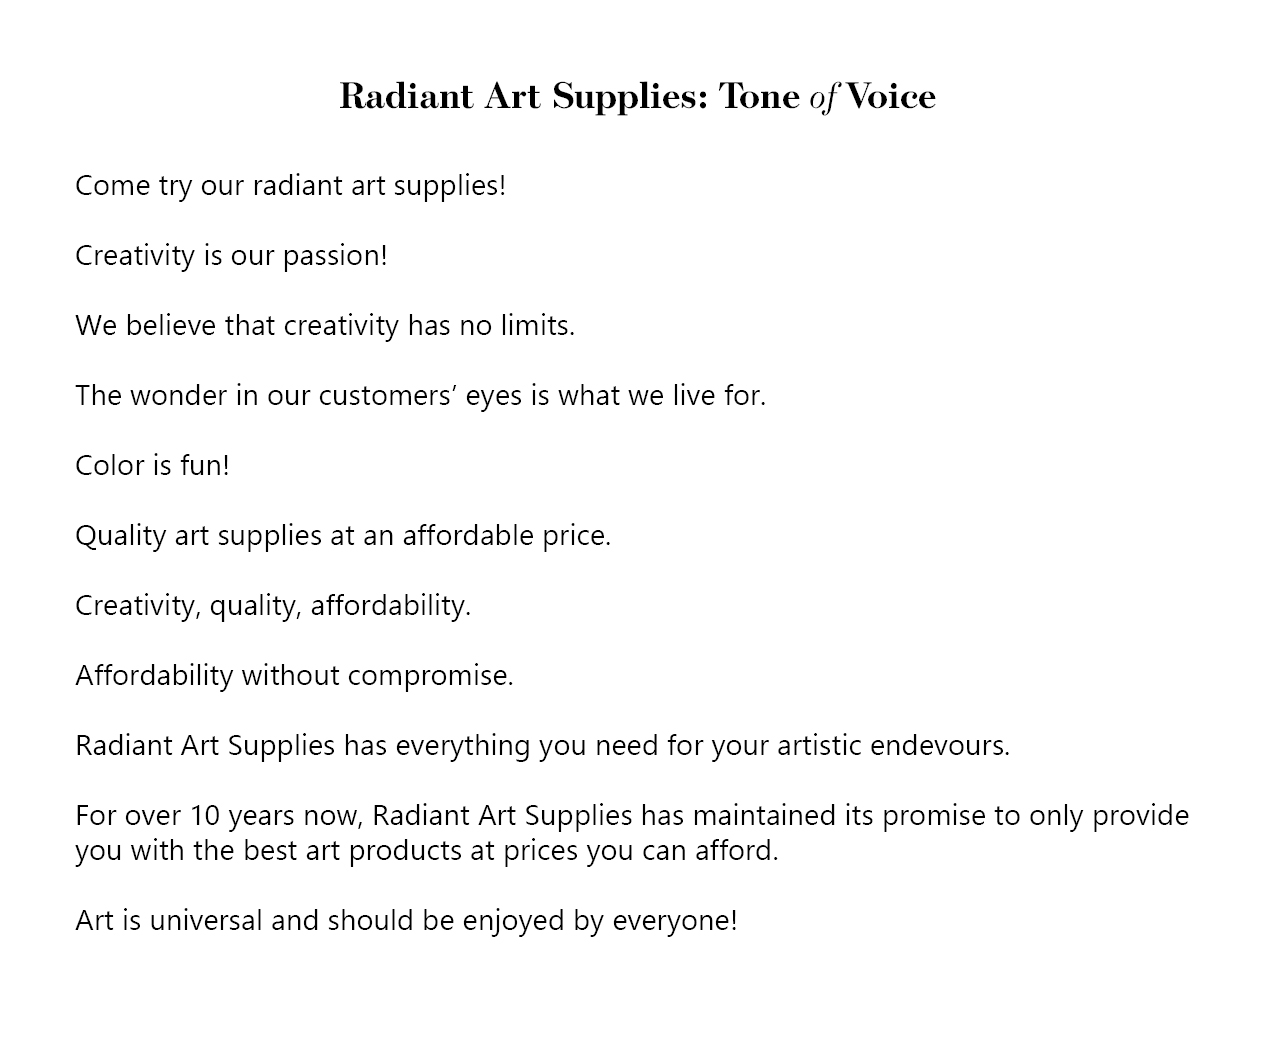 Radiant Art Supplies: Tone of Voice
Come try our radiant art supplies!
Creativity is our passion!
We believe that creativity has no limits.
The wonder in our customers’ eyes is what we live for.
Color is fun!
Quality art supplies at an affordable price.
Creativity, quality, affordability.
Affordability without compromise.
Radiant Art Supplies has everything you need for your artistic endevours.
For over 10 years now, Radiant Art Supplies has maintained its promise to only provide
you with the best art products at prices you can afford.
Art is universal and should be enjoyed by everyone!